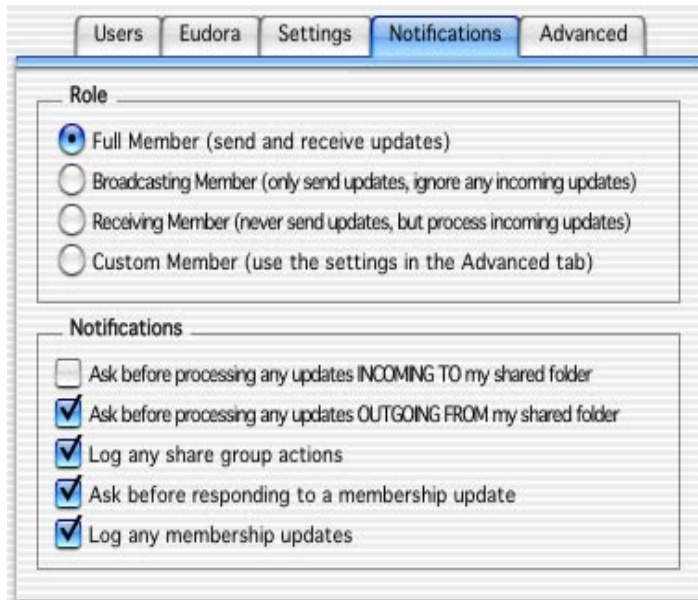 Users Eudora Settings Notifications Advanced
Role
Full Member (send and receive updates)
Broadcasting Member (only send updates, ignore any incoming updates)
Receiving Member (never send updates, but process incoming updates)
Custom Member (use the settings in the Advanced tab)
Notifications
Ask before processing any updates INCOMING TO my shared folder
Ask before processing any updates OUTGOING FROM my shared folder
Log any share group actions
Ask before responding to a membership update
Log any membership updates